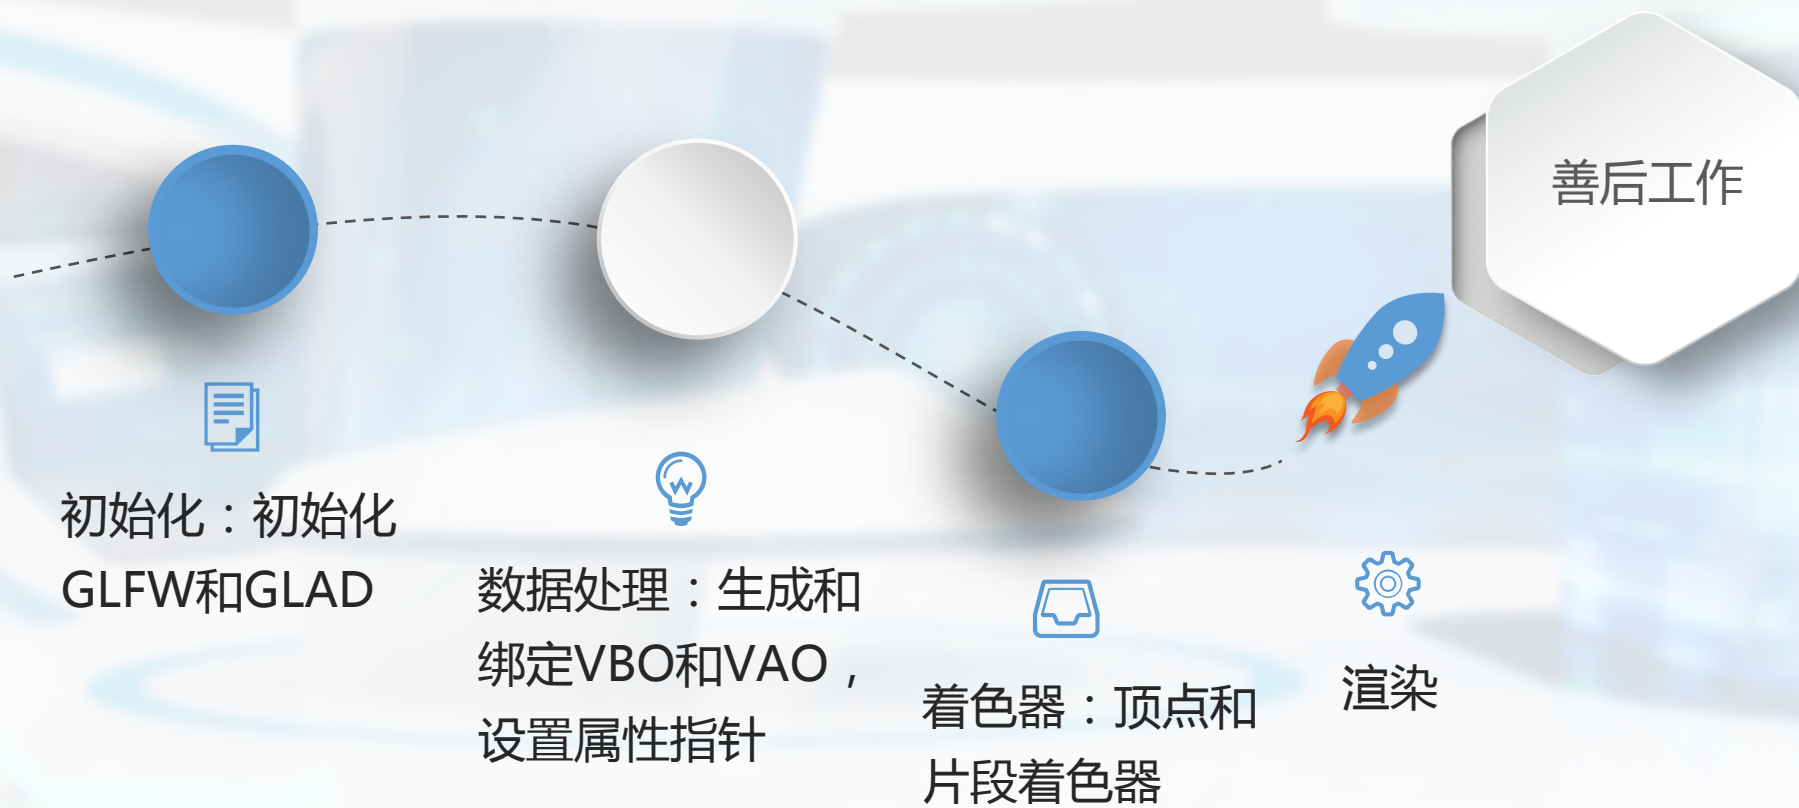 善后工作
初始化：初始化
GLFW和GLAD
数据处理：生成和
绑定VBO和VAO，
设置属性指针
着色器：顶点和
片段着色器
渲染